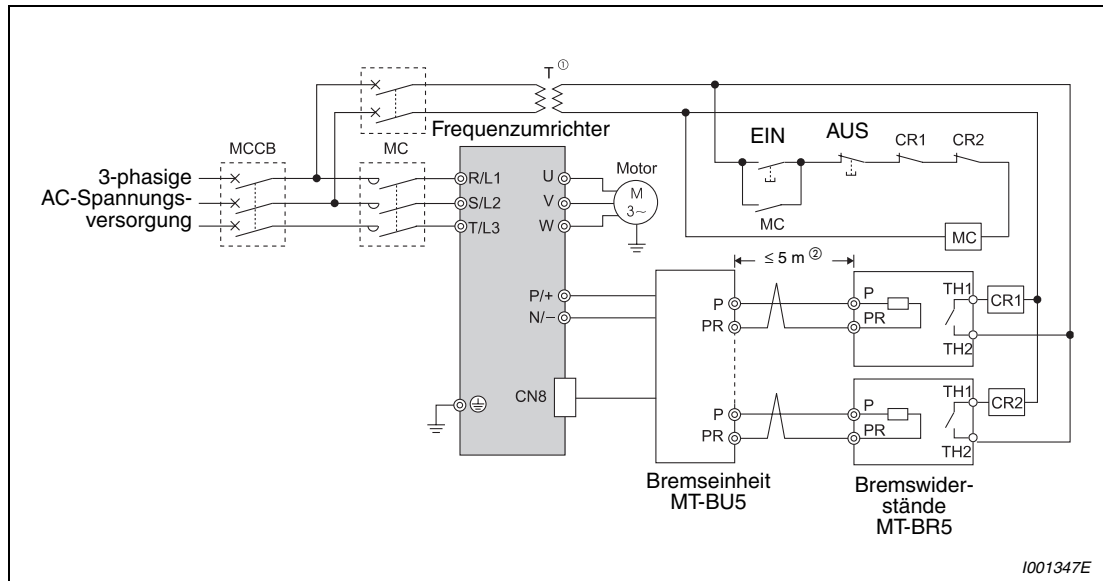 T ①
Frequenzumrichter
MCCB
MC
3-phasige
AC-Spannungs-
versorgung
R/L1
S/L2
T/L3
U
V
W
Motor
M
3~
EIN
AUS
CR1
CR2
MC
MC
≤ 5 m ②
P/+
N/−
CN8
P
PR
P
PR
TH1
TH2
CR1
P
PR
P
PR
TH1
TH2
CR2
Bremseinheit
MT-BU5
Bremswider-
stände
MT-BR5
I001347E